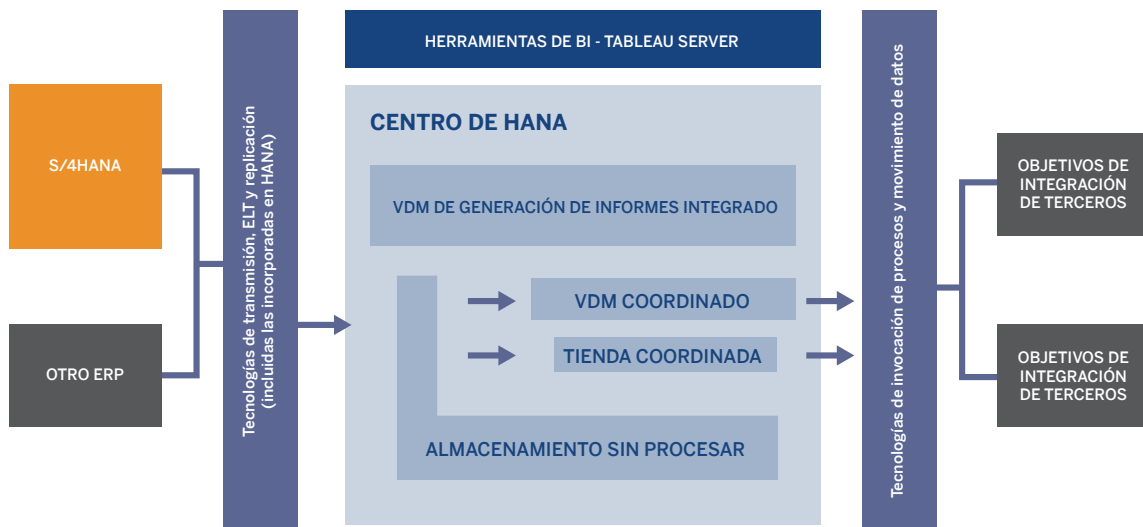 S/4HANA
OTRO ERP
Tecnologías de transmisión, ELT y replicación
(incluidas las incorporadas en HANA)
HERRAMIENTAS DE BI - TABLEAU SERVER
CENTRO DE HANA
VDM DE GENERACIÓN DE INFORMES INTEGRADO
VDM COORDINADO
TIENDA COORDINADA
ALMACENAMIENTO SIN PROCESAR
Tecnologías de invocación de procesos y movimiento de datos
OBJETIVOS DE
INTEGRACIÓN
DE TERCEROS
OBJETIVOS DE
INTEGRACIÓN
DE TERCEROS